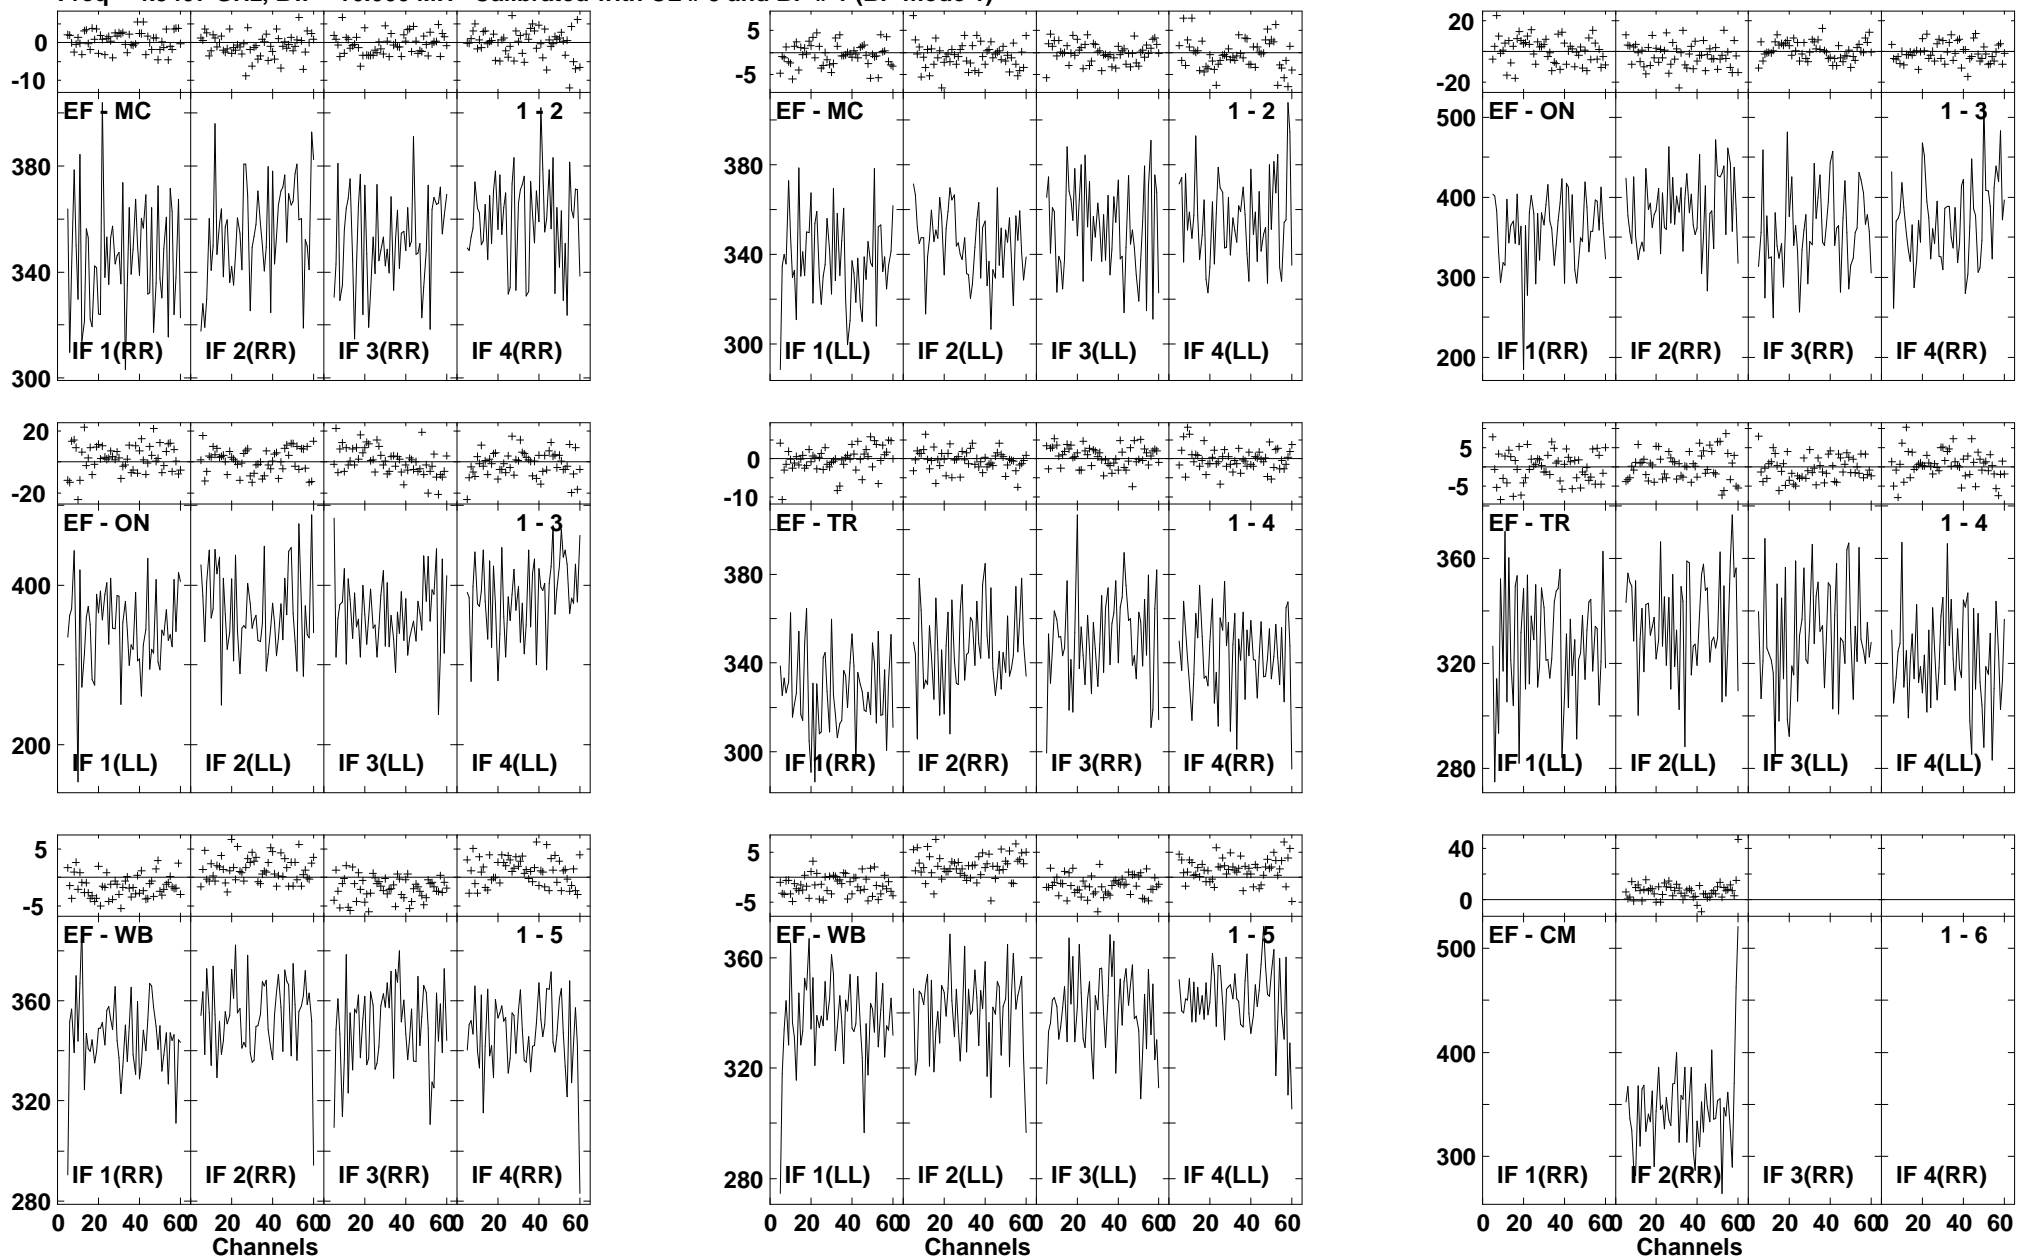 0
-10
EF - MC 1 - 2
380
340
300
IF 1(RR) IF 2(RR) IF 3(RR) IF 4(RR)
5
-5
EF - MC 1 - 2
380
340
300
IF 1(LL) IF 2(LL) IF 3(LL) IF 4(LL)
20
-20
EF - ON 1 - 3
500
400
300
200
IF 1(RR) IF 2(RR) IF 3(RR) IF 4(RR)
20
-20
EF - ON 1 - 3
400
200
IF 1(LL) IF 2(LL) IF 3(LL) IF 4(LL)
0
-10
EF - TR 1 - 4
380
340
300
IF 1(RR) IF 2(RR) IF 3(RR) IF 4(RR)
5
-5
EF - TR 1 - 4
360
320
280
IF 1(LL) IF 2(LL) IF 3(LL) IF 4(LL)
5
-5
EF - WB 1 - 5
360
320
280
IF 1(RR) IF 2(RR) IF 3(RR) IF 4(RR)
0 20 40 60 0 20 40 60 0 20 40 60 0 20 40 60
Channels
5
-5
EF - WB 1 - 5
360
320
280
IF 1(LL) IF 2(LL) IF 3(LL) IF 4(LL)
0 20 40 60 0 20 40 60 0 20 40 60 0 20 40 60
Channels
40
0
EF - CM 1 - 6
500
400
300
IF 1(RR) IF 2(RR) IF 3(RR) IF 4(RR)
0 20 40 60 0 20 40 60 0 20 40 60 0 20 40 60
Channels